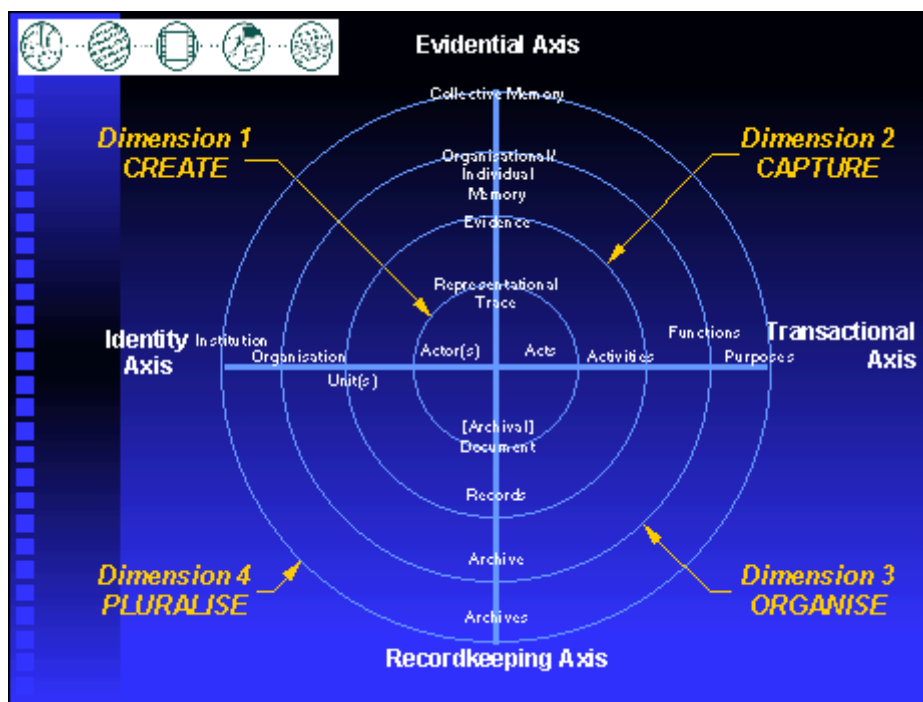 Evidential Axis
Collective Memory
Dimension 1
CREATE
Dimension 2
CAPTURE
Organisational/
Individual
Memory
Evidence
Representational
Trace
Identity
Axis
Institution
Organisation
Unit(s)
Actor(s)
Acts
Activities
Functions
Purposes
Transactional
Axis
[Archival]
Document
Records
Archive
Archives
Dimension 4
PLURALISE
Dimension 3
ORGANISE
Recordkeeping Axis